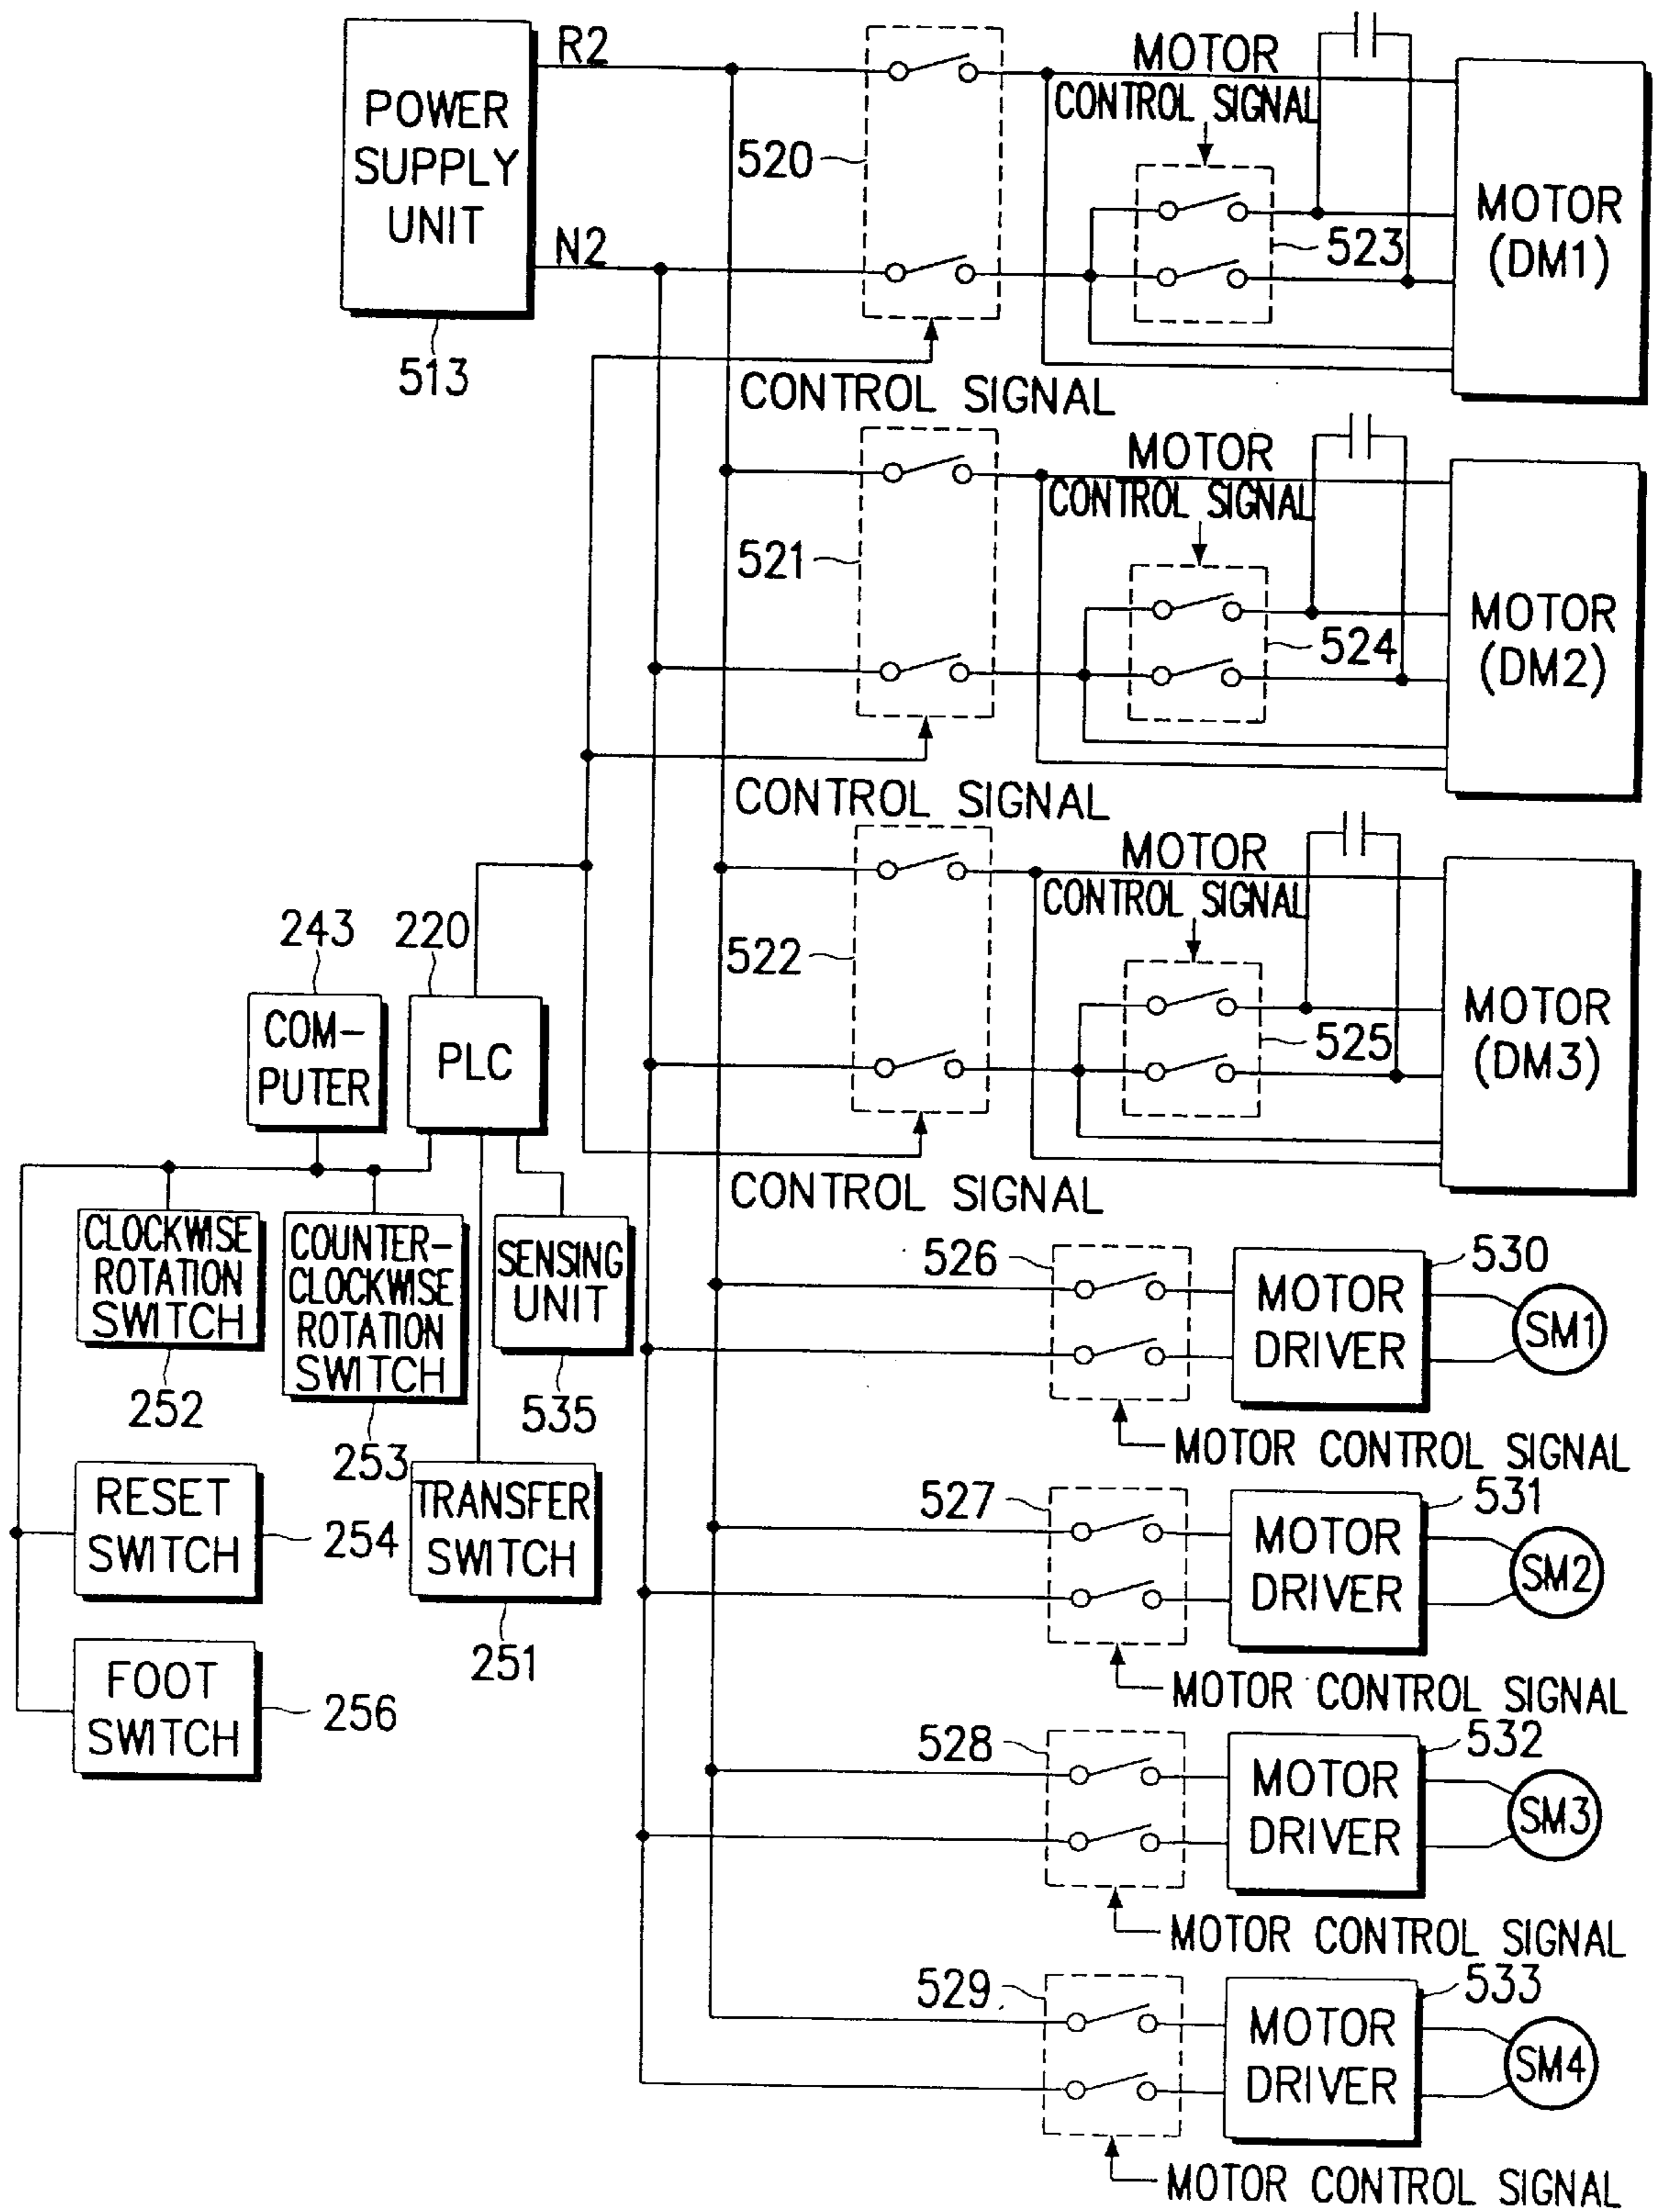 R2
POWER
SUPPLY
UNIT
N2
513
520
MOTOR
CONTROL SIGNAL
523
MOTOR
(DM1)
CONTROL SIGNAL
521
MOTOR
CONTROL SIGNAL
524
MOTOR
(DM2)
CONTROL SIGNAL
522
MOTOR
CONTROL SIGNAL
525
MOTOR
(DM3)
CONTROL SIGNAL
243
220
COM-
PUTER
PLC
CLOCKWISE
ROTATION
SWITCH
252
COUNTER-
CLOCKWISE
ROTATION
SWITCH
253
SENSING
UNIT
535
RESET
SWITCH
254
TRANSFER
SWITCH
251
FOOT
SWITCH
256
526
MOTOR
DRIVER
530
SM1
MOTOR CONTROL SIGNAL
527
MOTOR
DRIVER
531
SM2
MOTOR CONTROL SIGNAL
528
MOTOR
DRIVER
532
SM3
MOTOR CONTROL SIGNAL
529
MOTOR
DRIVER
533
SM4
MOTOR CONTROL SIGNAL